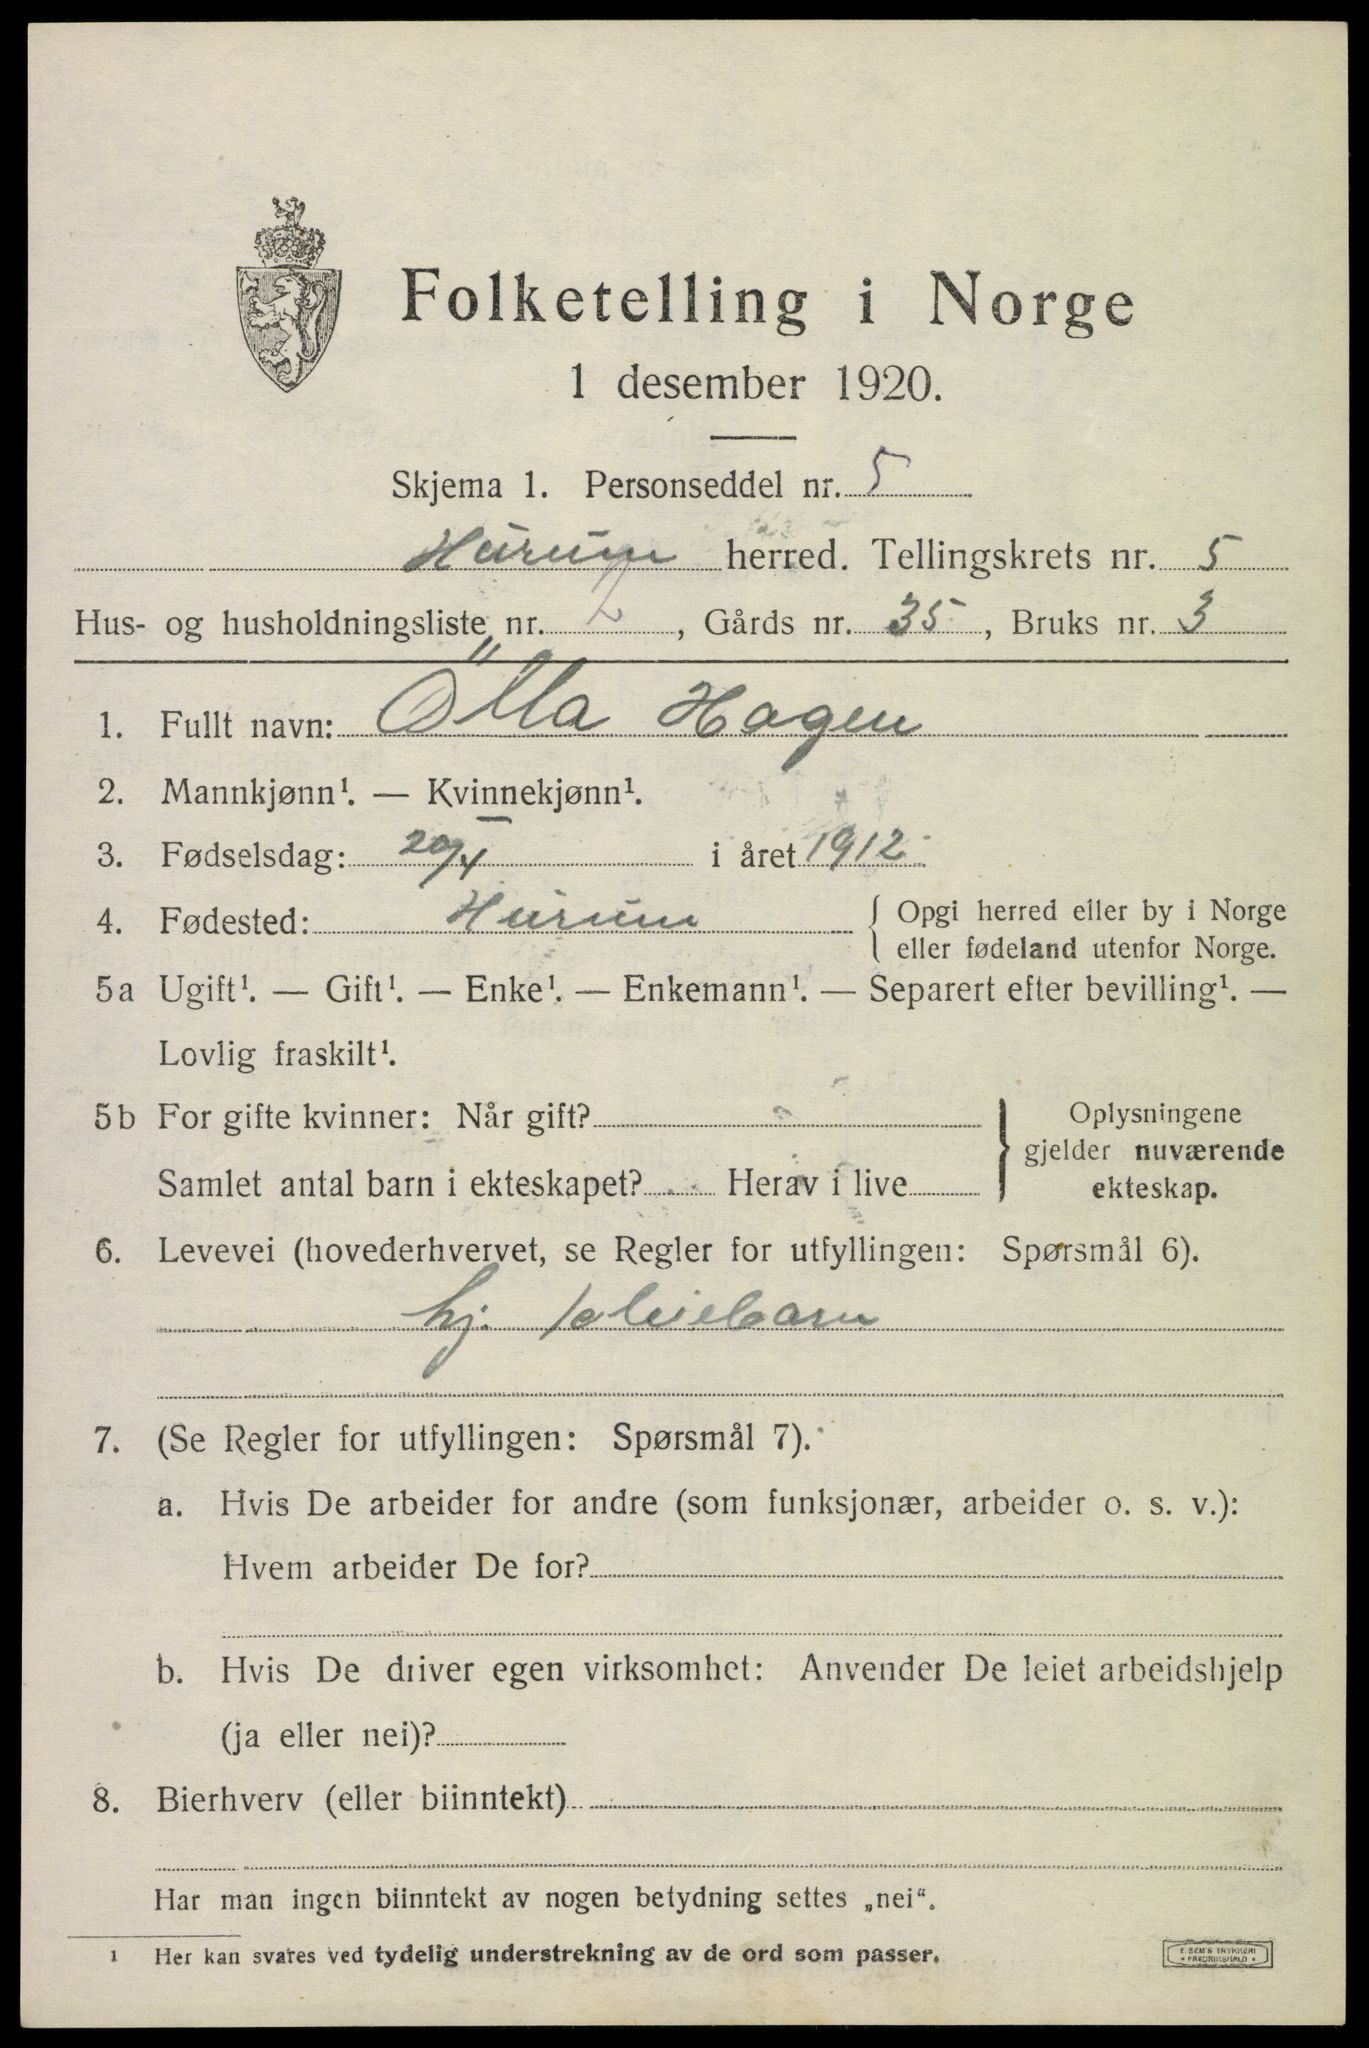 Folketelling i Norge
1 desember 1920.
Skjema 1. Personseddel nr. 5
Hurum herred. Tellingskrets nr. 5
Hus- og husholdningsliste nr. 2, Gårds nr. 35, Bruks nr. 3
1. Fullt navn: Hagen
2. Mannkjønn¹. — Kvinnekjønn¹.
3. Fødselsdag: 20/4 i året 1912
4. Fødested: Hurum { Opgi herred eller by i Norge
eller fødeland utenfor Norge.
5a Ugift¹. — Gift¹. — Enke¹. — Enkemann¹. — Separert efter bevilling¹. —
Lovlig fraskilt¹.
5b For gifte kvinner: Når gift?
Samlet antal barn i ekteskapet? Herav i live
} Oplysningene
gjelder nuværende
ekteskap.
6. Levevei (hovederhvervet, se Regler for utfyllingen: Spørsmål 6).
hj.
7. (Se Regler for utfyllingen: Spørsmål 7).
a. Hvis De arbeider for andre (som funksjonær, arbeider o. s. v.):
Hvem arbeider De for?
b. Hvis De driver egen virksomhet: Anvender De leiet arbeidshjelp
(ja eller nei)?
8. Bierhverv (eller biinntekt)
Har man ingen biinntekt av nogen betydning settes „nei“.
¹ Her kan svares ved tydelig understrekning av de ord som passer.
E. SEM'S TRYKKERI
* FREDRIKSHALD *